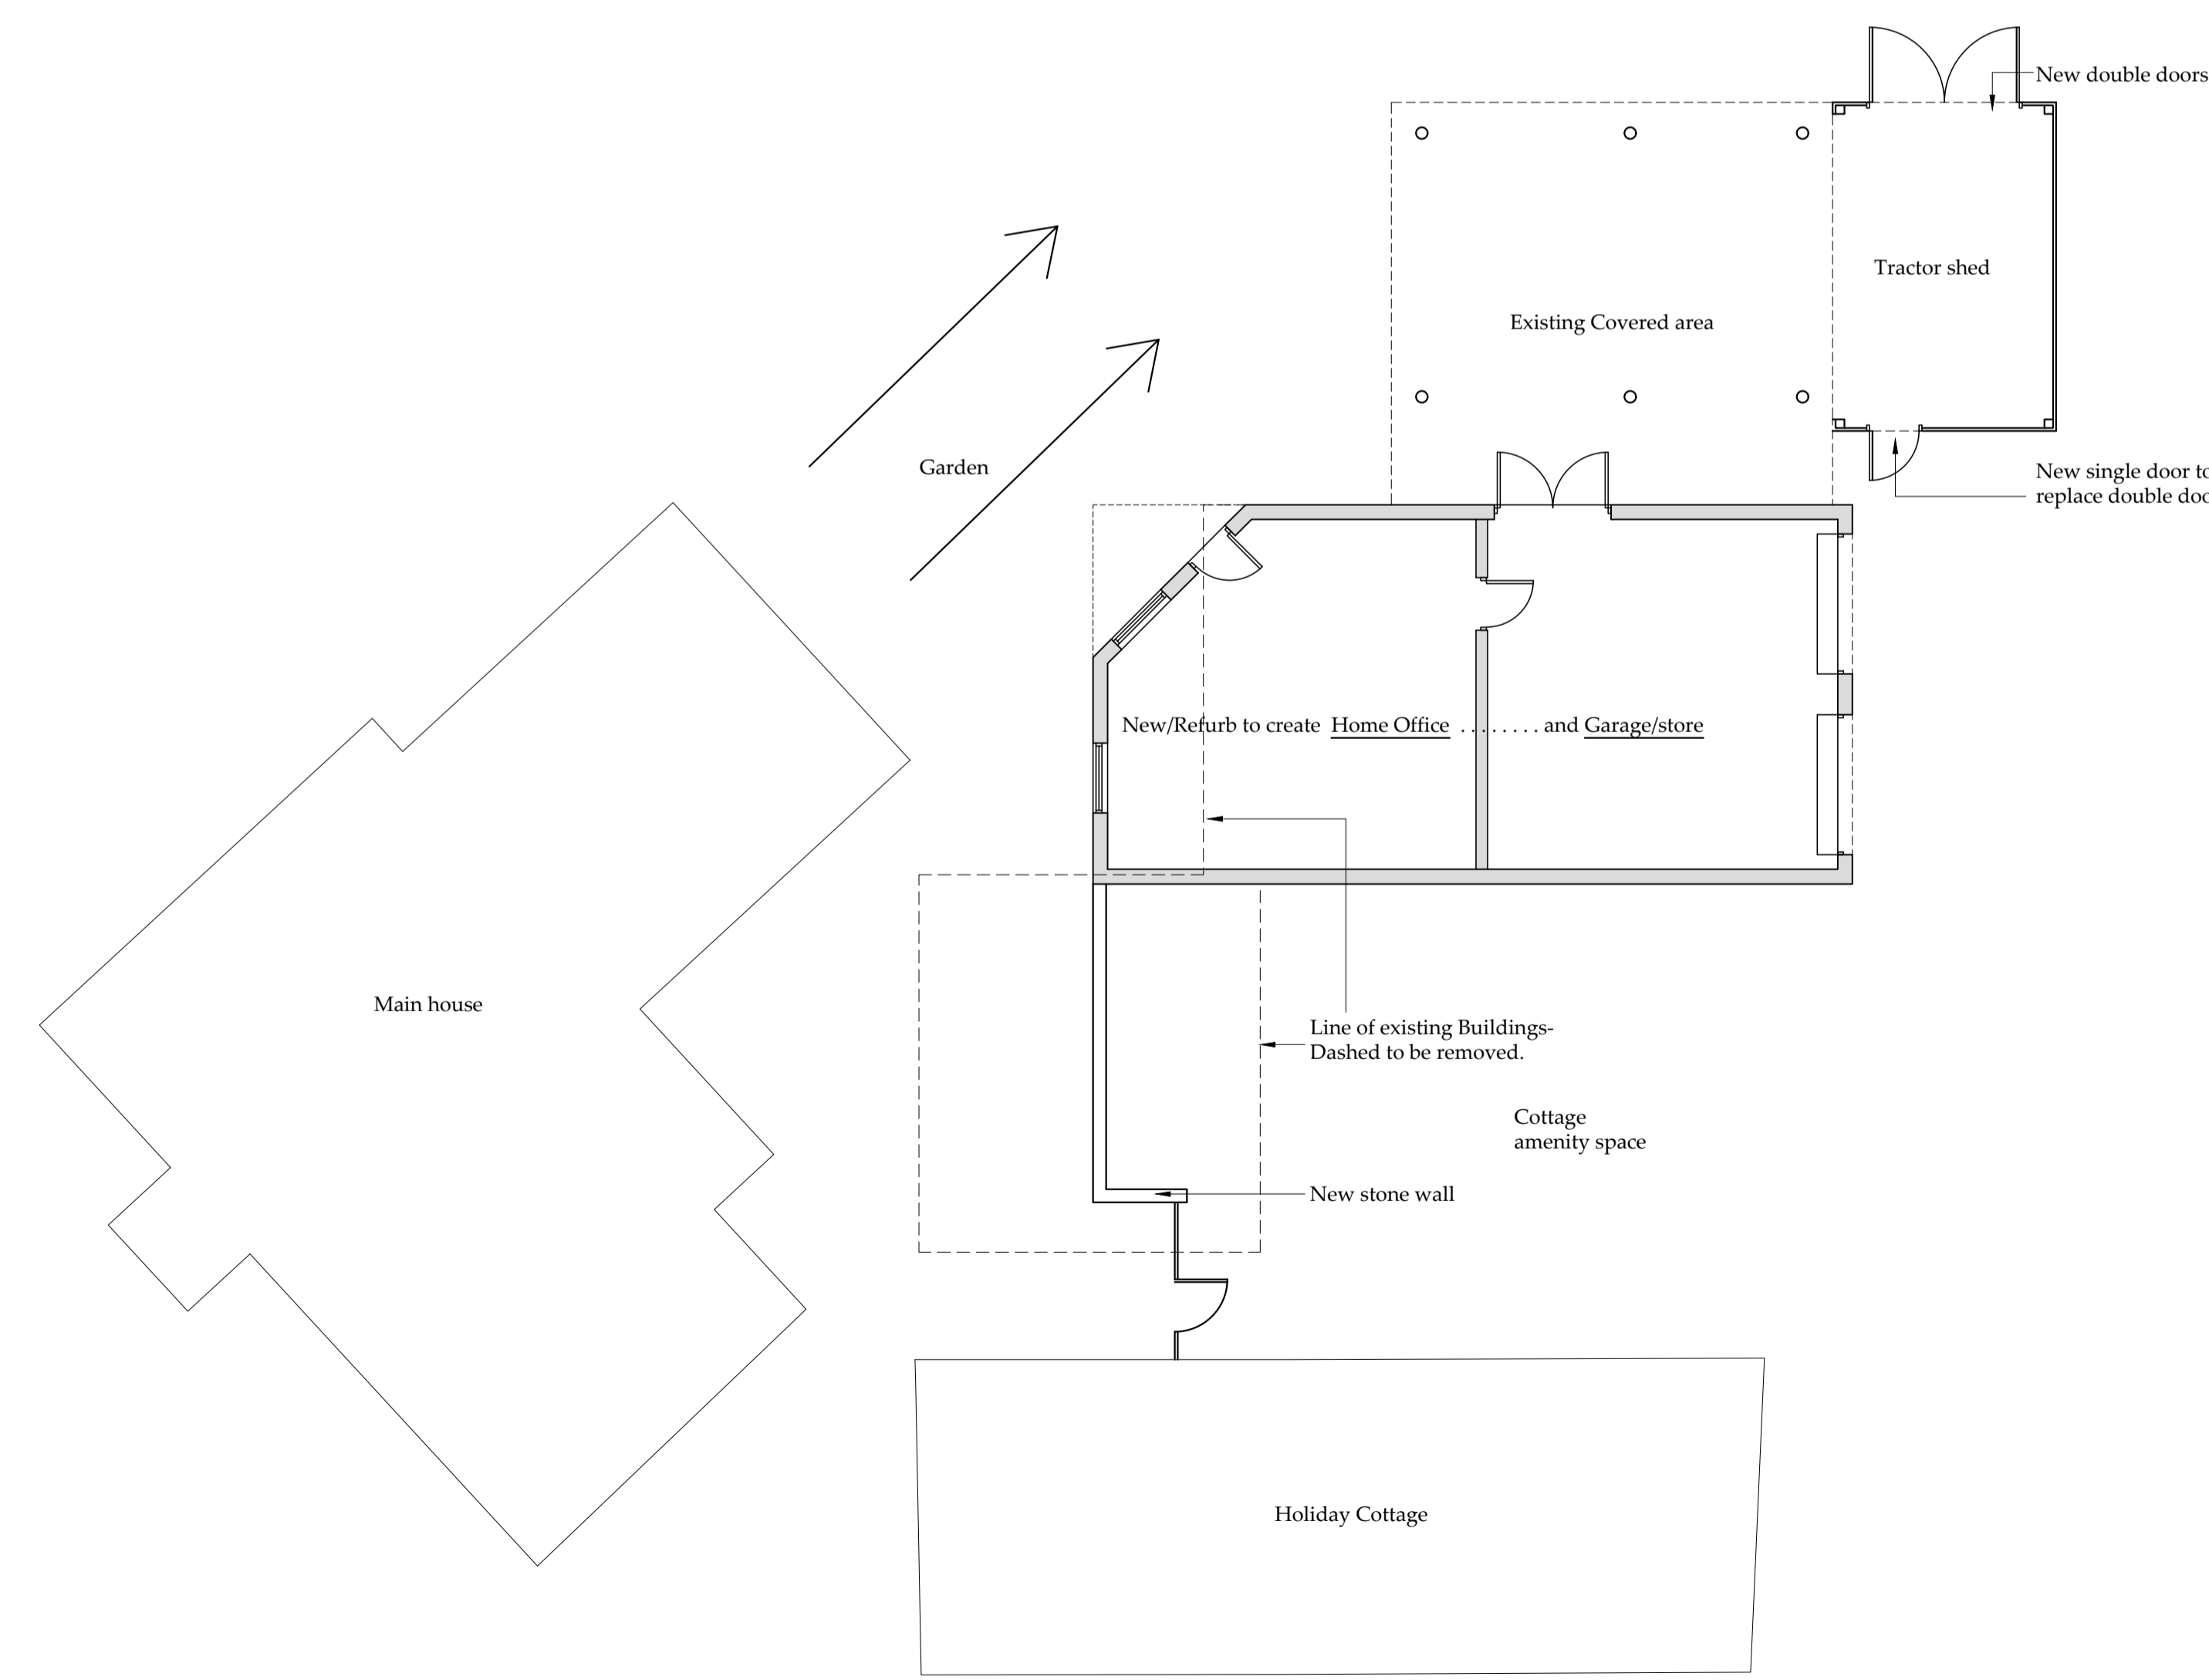 New double doors
Tractor shed
Existing Covered area
Garden
New single door
replace double
New/Refurb to create Home Office . . . . . . . . and Garage/store
Main house
Line of existing Buildings-
Dashed to be removed.
Cottage
amenity space
New stone wall
Holiday Cottage